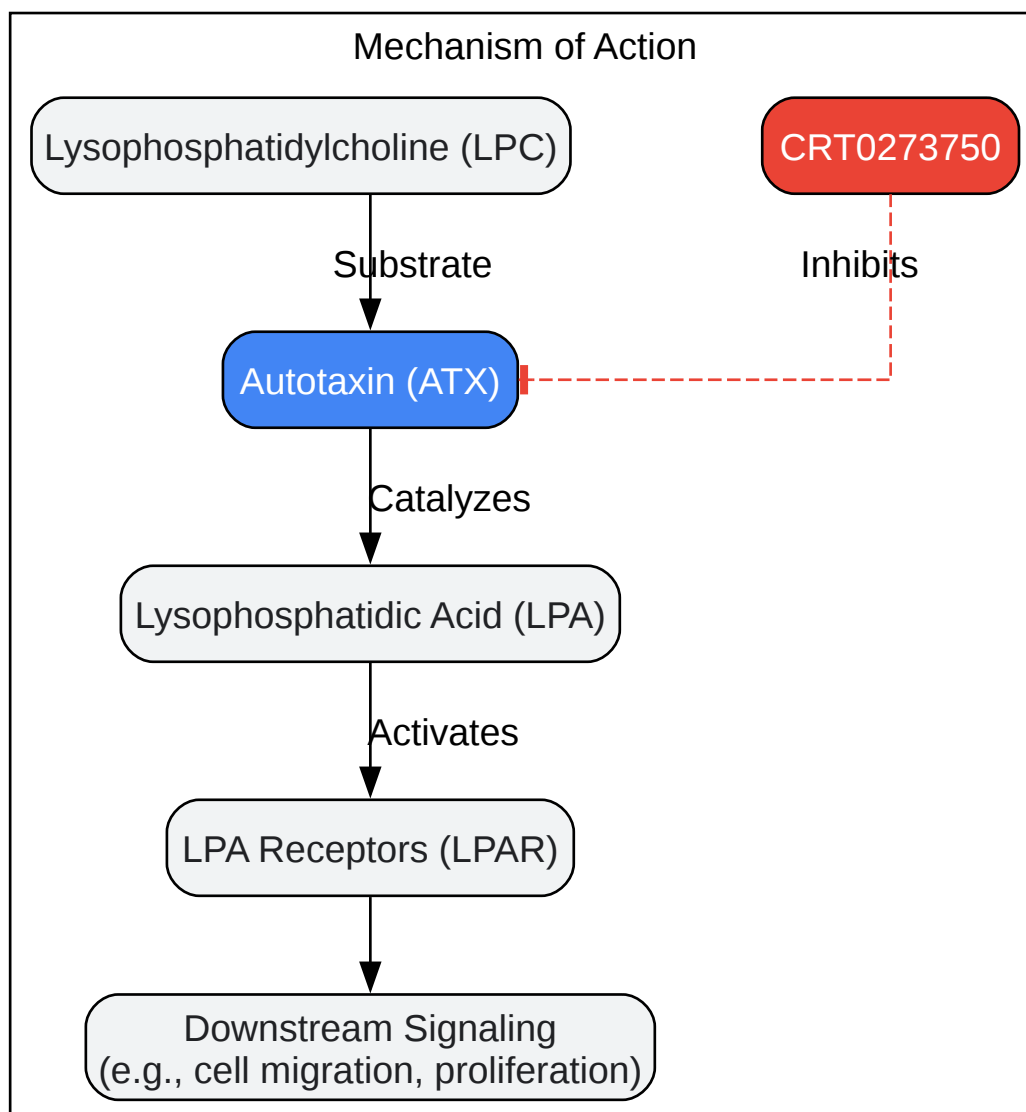 Mechanism of Action
Lysophosphatidylcholine (LPC)
CRT0273750
Substrate
Inhibits
Autotaxin (ATX)
Catalyzes
Lysophosphatidic Acid (LPA)
Activates
LPA Receptors (LPAR)
Downstream Signaling
(e.g., cell migration, proliferation)